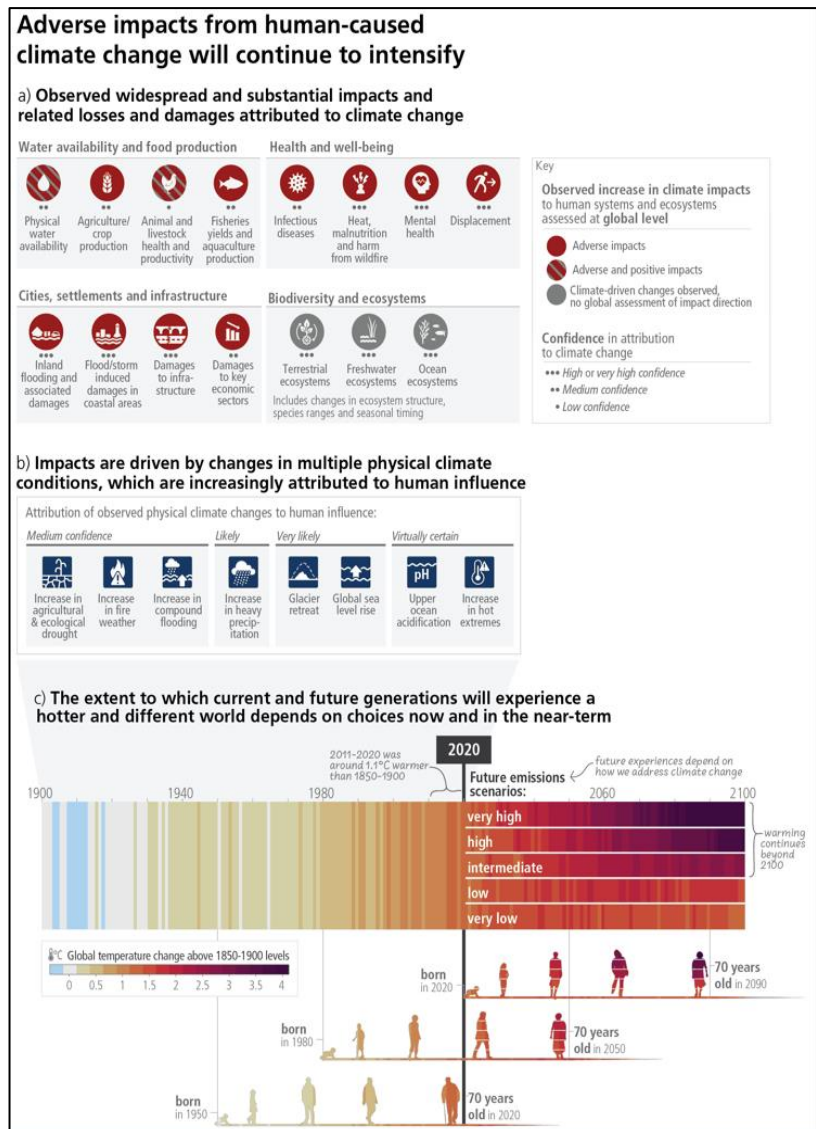 Adverse impacts from human-caused
climate change will continue to intensify
a) Observed widespread and substantial impacts and
related losses and damages attributed to climate change
Water availability and food production
Physical
water
availability
Agriculture/
crop
production
Animal and
livestock
health and
productivity
Fisheries
yields and
aquaculture
production
Health and well-being
Infectious
diseases
Heat,
malnutrition
and harm
from wildfire
Mental
health
Displacement
Cities, settlements and infrastructure
Inland
flooding and
associated
damages
Flood/storm
induced
damages in
coastal areas
Damages
to infra-
structure
Damages
to key
economic
sectors
Biodiversity and ecosystems
Terrestrial
ecosystems
Freshwater
ecosystems
Ocean
ecosystems
Includes changes in ecosystem structure,
species ranges and seasonal timing
Key
Observed increase in climate impacts
to human systems and ecosystems
assessed at global level
Adverse impacts
Adverse and positive impacts
Climate-driven changes observed,
no global assessment of impact direction
Confidence in attribution
to climate change
••• High or very high confidence
•• Medium confidence
• Low confidence
b) Impacts are driven by changes in multiple physical climate
conditions, which are increasingly attributed to human influence
Attribution of observed physical climate changes to human influence:
Medium confidence
Increase in
agricultural
& ecological
drought
Increase
in fire
weather
Increase in
compound
flooding
Likely
Increase
in heavy
precip-
itation
Very likely
Glacier
retreat
Global sea
level rise
Virtually certain
pH
Upper
ocean
acidification
Increase
in hot
extremes
c) The extent to which current and future generations will experience a
hotter and different world depends on choices now and in the near-term
2011-2020 was
around 1.1°C warmer
than 1850-1900
2020
future experiences depend on
how we address climate change
Future emissions
scenarios:
1900
1940
1980
2060
2100
very high
high
intermediate
low
very low
warming
continues
beyond
2100
°C Global temperature change above 1850-1900 levels
0 0.5 1 1.5 2 2.5 3 3.5 4
born
in 2020
70 years
old in 2090
born
in 1980
70 years
old in 2050
born
in 1950
70 years
old in 2020